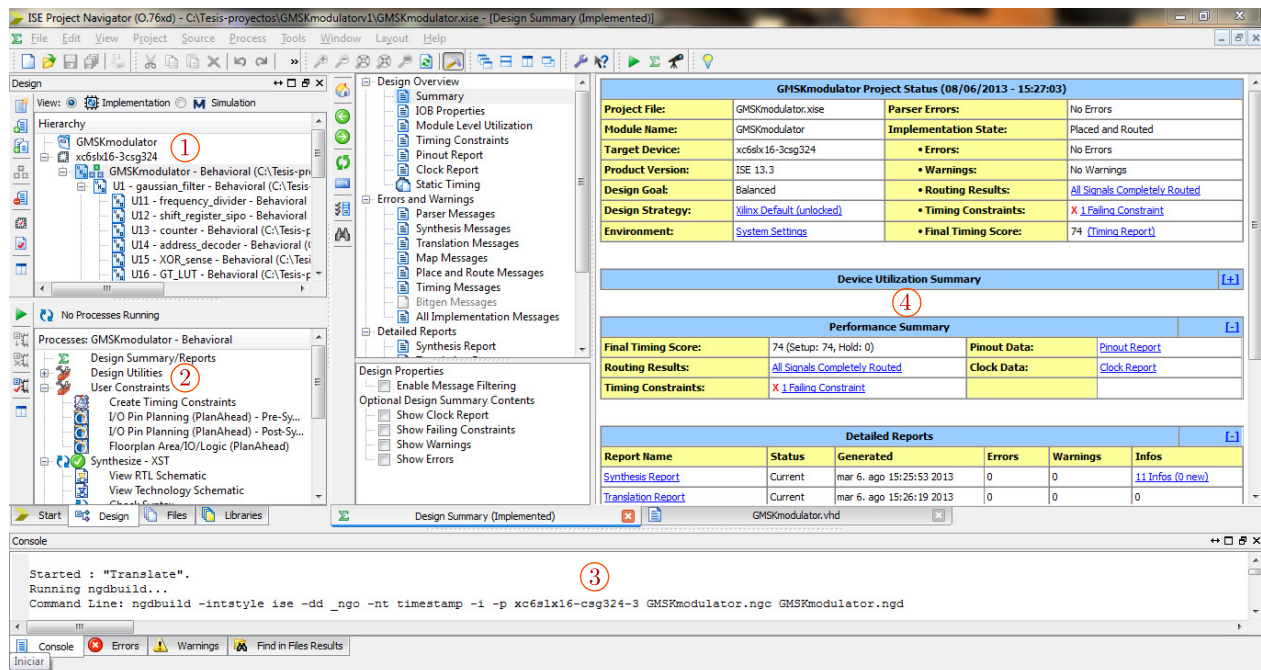 ISE Project Navigator (O.76xd) - C:\Tesis-proyectos\GMSKmodulatorv1\GMSKmodulator.xise - [Design Summary (Implemented)]
File Edit View Project Source Process Tools Window Layout Help
Design
View: Implementation Simulation
Hierarchy
GMSKmodulator
xc6slx16-3csg324
GMSKmodulator - Behavioral (C:\Tesis-pro
U1 - gaussian_filter - Behavioral (C:\Tesis-
U11 - frequency_divider - Behavioral
U12 - shift_register_sipo - Behavioral
U13 - counter - Behavioral (C:\Tesis-p
U14 - address_decoder - Behavioral (
U15 - XOR_sense - Behavioral (C:\Tesi
U16 - GT_LUT - Behavioral (C:\Tesis-p
1
No Processes Running
Processes: GMSKmodulator - Behavioral
Design Summary/Reports
Design Utilities
User Constraints
Create Timing Constraints
I/O Pin Planning (PlanAhead) - Pre-Sy...
I/O Pin Planning (PlanAhead) - Post-Sy...
Floorplan Area/IO/Logic (PlanAhead)
Synthesize - XST
View RTL Schematic
View Technology Schematic
Check Syntax
2
Start Design Files Libraries
Design Overview
Summary
IOB Properties
Module Level Utilization
Timing Constraints
Pinout Report
Clock Report
Static Timing
Errors and Warnings
Parser Messages
Synthesis Messages
Translation Messages
Map Messages
Place and Route Messages
Timing Messages
Bitgen Messages
All Implementation Messages
Detailed Reports
Synthesis Report
Design Properties
Enable Message Filtering
Optional Design Summary Contents
Show Clock Report
Show Failing Constraints
Show Warnings
Show Errors
GMSKmodulator Project Status (08/06/2013 - 15:27:03)
Project File: GMSKmodulator.xise Parser Errors: No Errors
Module Name: GMSKmodulator Implementation State: Placed and Routed
Target Device: xc6slx16-3csg324 • Errors: No Errors
Product Version: ISE 13.3 • Warnings: No Warnings
Design Goal: Balanced • Routing Results: All Signals Completely Routed
Design Strategy: Xilinx Default (unlocked) • Timing Constraints: X 1 Failing Constraint
Environment: System Settings • Final Timing Score: 74 (Timing Report)
Device Utilization Summary [+]
4
Performance Summary [-]
Final Timing Score: 74 (Setup: 74, Hold: 0) Pinout Data: Pinout Report
Routing Results: All Signals Completely Routed Clock Data: Clock Report
Timing Constraints: X 1 Failing Constraint
Detailed Reports [-]
Report Name Status Generated Errors Warnings Infos
Synthesis Report Current mar 6. ago 15:25:53 2013 0 0 11 Infos (0 new)
Translation Report Current mar 6. ago 15:26:19 2013 0 0 0
Design Summary (Implemented) GMSKmodulator.vhd
Console
Started : "Translate".
Running ngdbuild...
Command Line: ngdbuild -intstyle ise -dd _ngo -nt timestamp -i -p xc6slx16-csg324-3 GMSKmodulator.ngc GMSKmodulator.ngd
3
Console Errors Warnings Find in Files Results
Iniciar